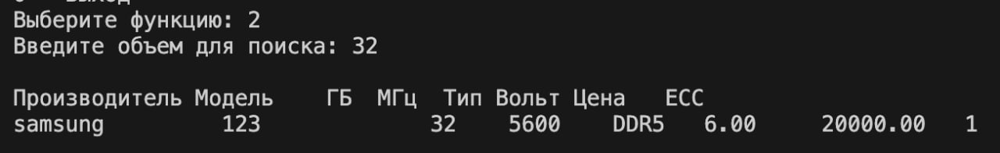 Выберите функцию: 2
Введите объем для поиска: 32
Производитель Модель ГБ МГц Тип Вольт Цена ECC
samsung 123 32 5600 DDR5 6.00 20000.00 1